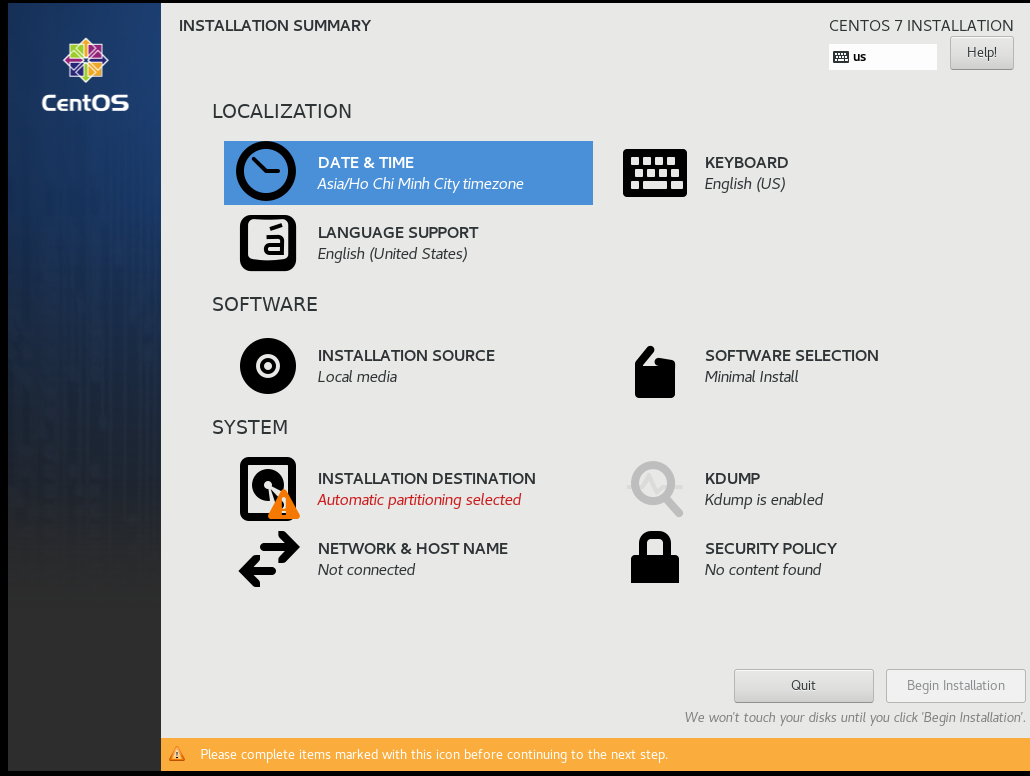 INSTALLATION SUMMARY
CENTOS 7 INSTALLATION
us
Help!
CentOS
LOCALIZATION
DATE & TIME
Asia/Ho Chi Minh City timezone
KEYBOARD
English (US)
á
LANGUAGE SUPPORT
English (United States)
SOFTWARE
INSTALLATION SOURCE
Local media
SOFTWARE SELECTION
Minimal Install
SYSTEM
INSTALLATION DESTINATION
Automatic partitioning selected
KDUMP
Kdump is enabled
NETWORK & HOST NAME
Not connected
SECURITY POLICY
No content found
Quit
Begin Installation
We won't touch your disks until you click 'Begin Installation'.
Please complete items marked with this icon before continuing to the next step.